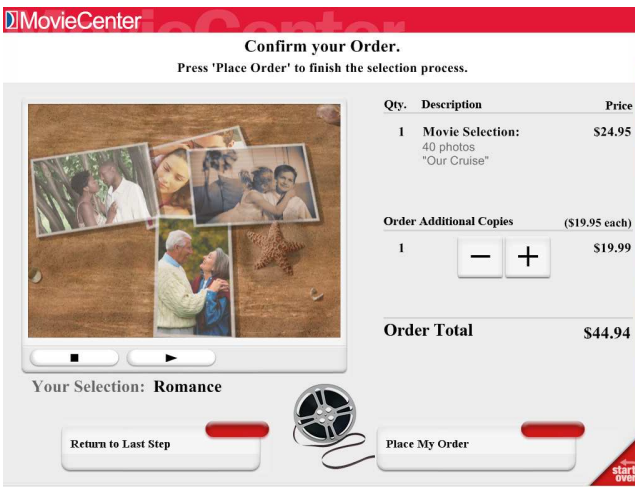 MovieCenter
Confirm your Order.
Press 'Place Order' to finish the selection process.
Qty. Description Price
1 Movie Selection: $24.95
40 photos
"Our Cruise"
Order Additional Copies ($19.95 each)
1 − + $19.99
Order Total $44.94
Your Selection: Romance
Return to Last Step
Place My Order
start
over